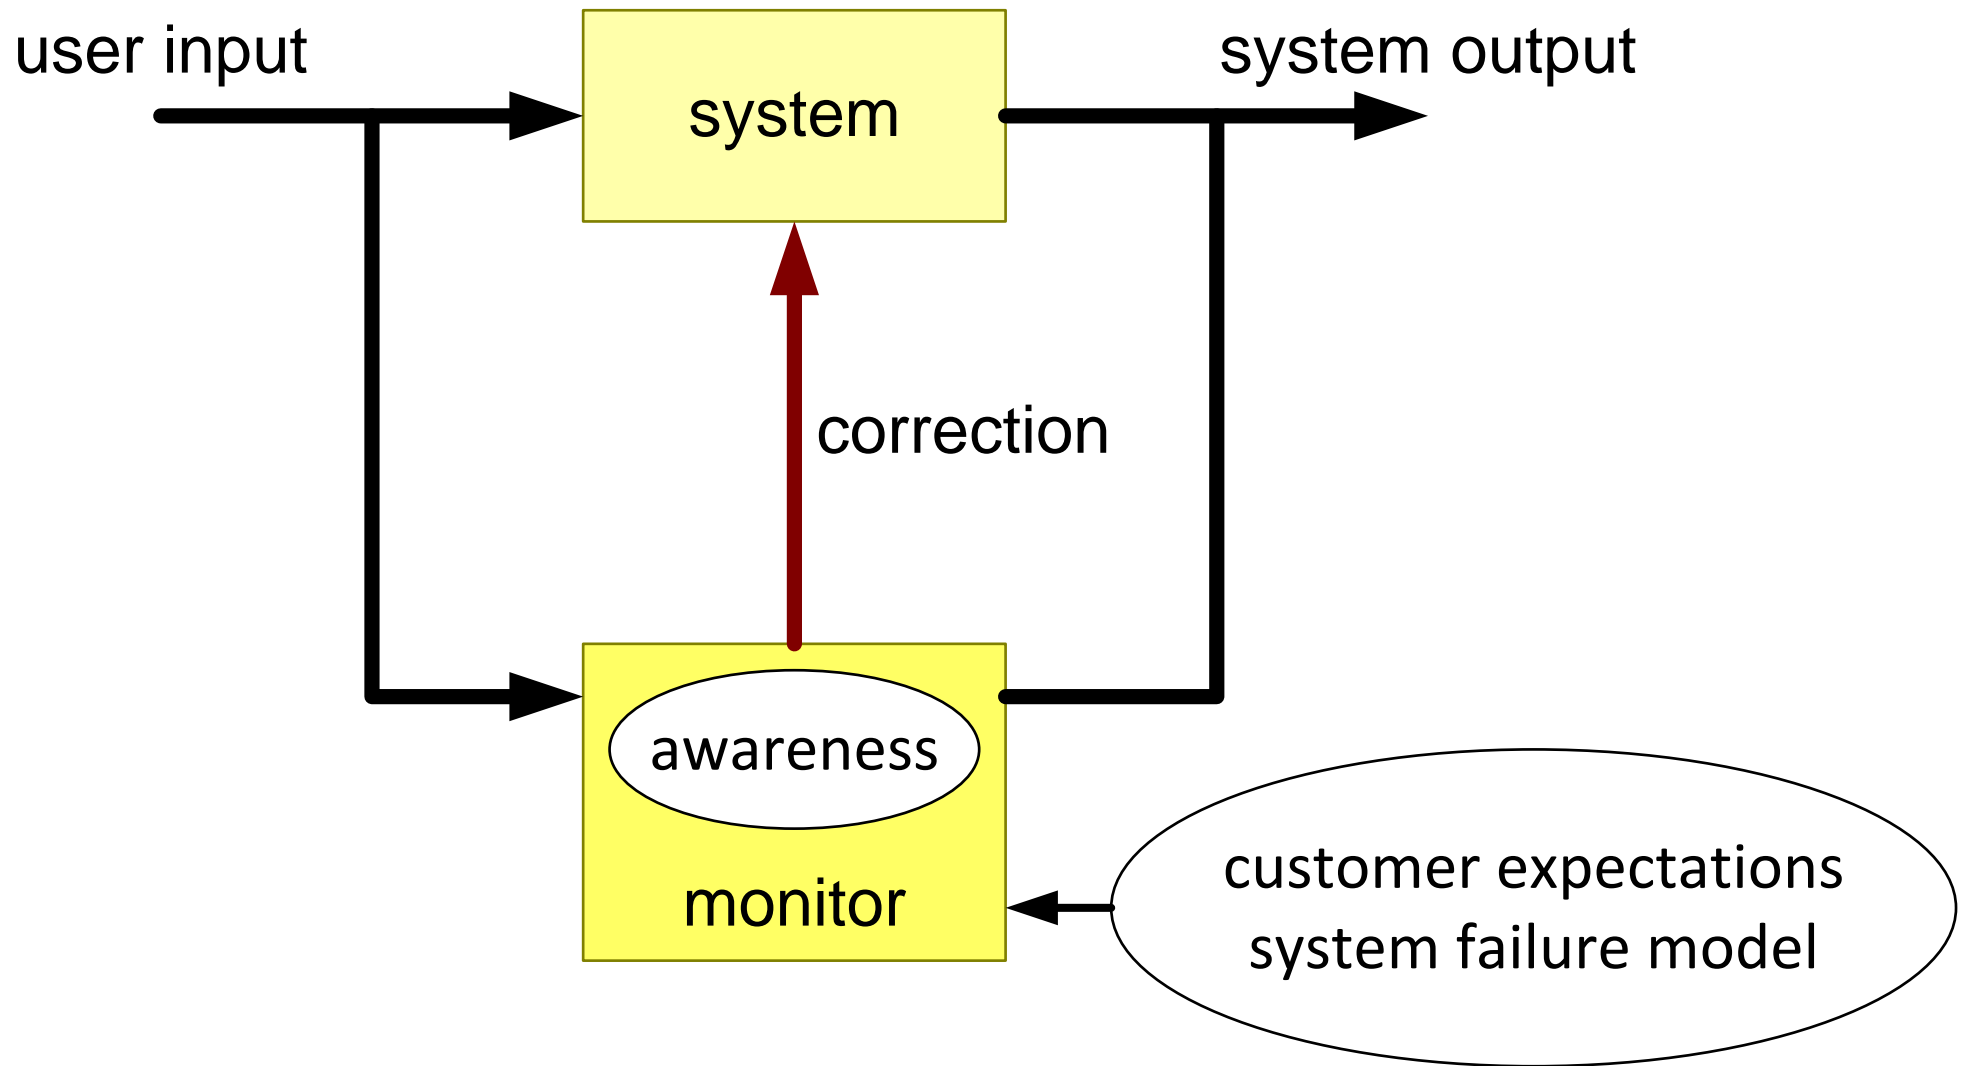 user input
system output
system
correction
awareness
monitor
customer expectations
system failure model